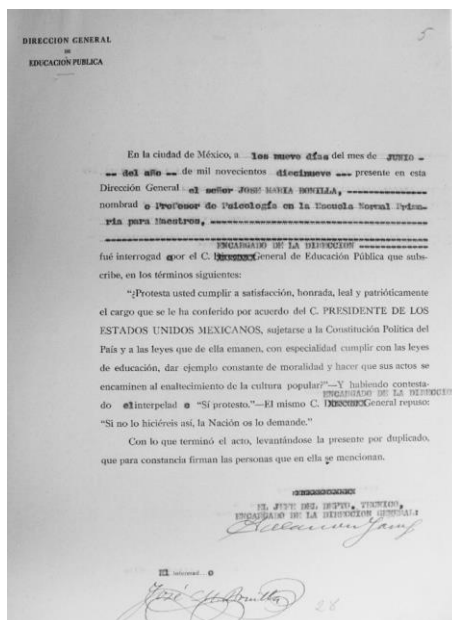 5
DIRECCION GENERAL
DE
EDUCACION PUBLICA
En la ciudad de México, a los nueve días del mes de JUNIO -
-- del año -- de mil novecientos diecinueve --- presente en esta
Dirección General el señor JOSE MARIA BONILLA, ----------
nombrad o Profesor de Psicología en la Escuela Normal Prima-
ria para Maestros, ----------
ENCARGADO DE LA DIRECCION
fué interrogad o por el C. General de Educación Pública que subs-
cribe, en los términos siguientes:
"¿Protesta usted cumplir a satisfacción, honrada, leal y patrióticamente
el cargo que se le ha conferido por acuerdo del C. PRESIDENTE DE LOS
ESTADOS UNIDOS MEXICANOS, sujetarse a la Constitución Política del
País y a las leyes que de ella emanen, con especialidad cumplir con las leyes
de educación, dar ejemplo constante de moralidad y hacer que sus actos se
encaminen al enaltecimiento de la cultura popular?"—Y habiendo contesta-
ENCARGADO DE LA DIRECCION
do el interpelad o "Sí protesto."—El mismo C. General repuso:
"Si no lo hiciéreis así, la Nación os lo demande."
Con lo que terminó el acto, levantándose la presente por duplicado,
que para constancia firman las personas que en ella se mencionan.
EL JEFE DEL DEPTO. TECNICO,
ENCARGADO DE LA DIRECCION GENERAL:
El interesad o
José M Bonilla
28